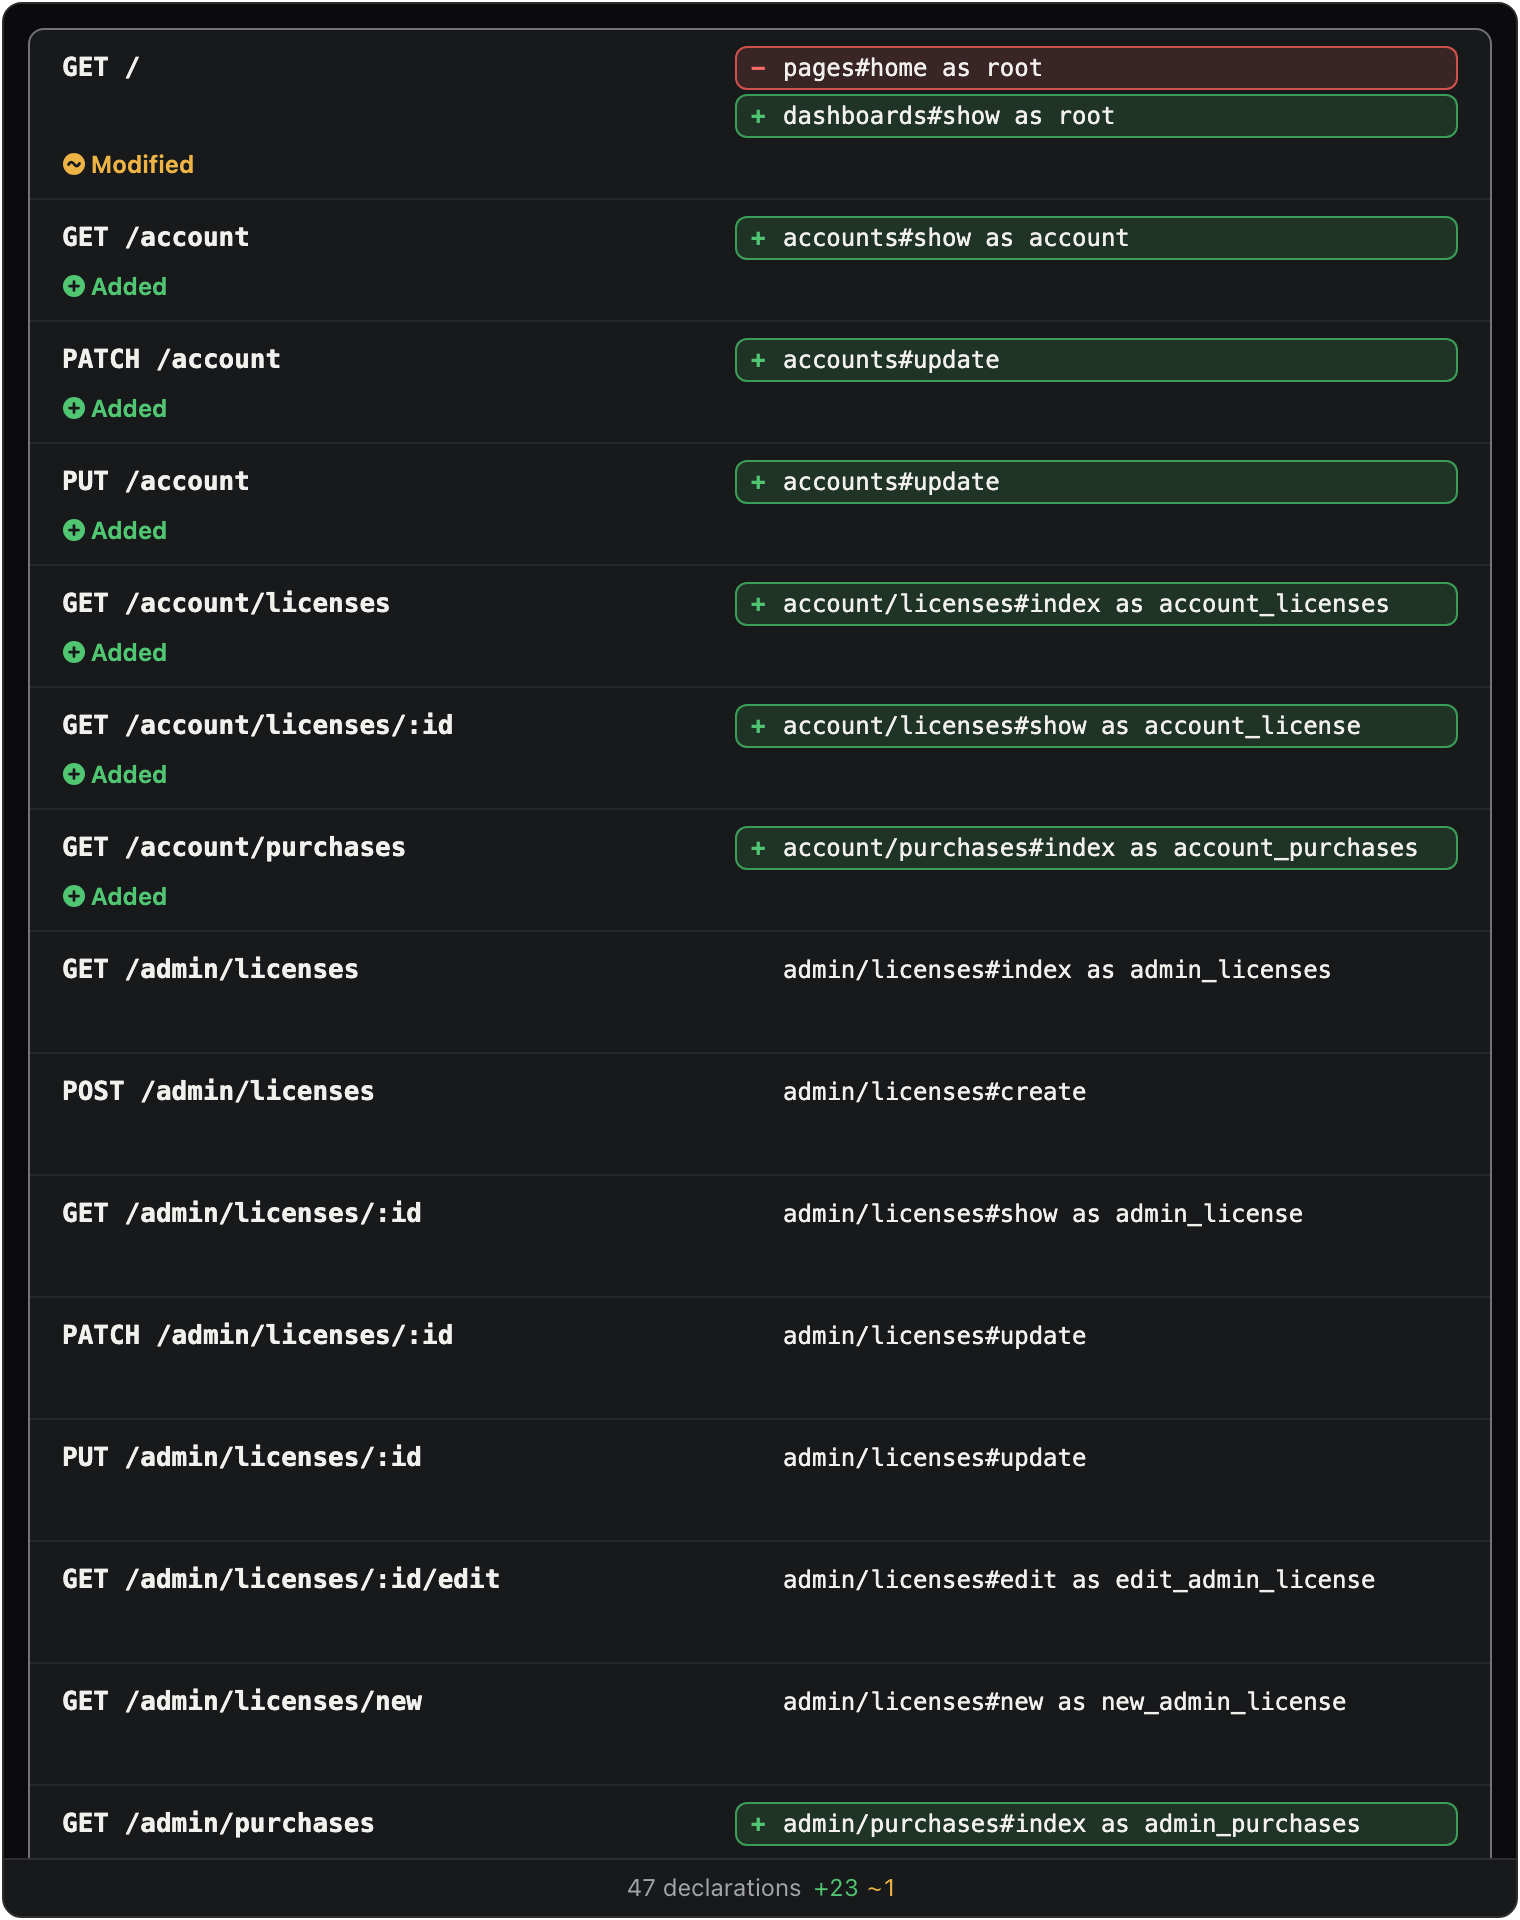 GET /
− pages#home as root
+ dashboards#show as root
Modified
GET /account
+ accounts#show as account
Added
PATCH /account
+ accounts#update
Added
PUT /account
+ accounts#update
Added
GET /account/licenses
+ account/licenses#index as account_licenses
Added
GET /account/licenses/:id
+ account/licenses#show as account_license
Added
GET /account/purchases
+ account/purchases#index as account_purchases
Added
GET /admin/licenses
admin/licenses#index as admin_licenses
POST /admin/licenses
admin/licenses#create
GET /admin/licenses/:id
admin/licenses#show as admin_license
PATCH /admin/licenses/:id
admin/licenses#update
PUT /admin/licenses/:id
admin/licenses#update
GET /admin/licenses/:id/edit
admin/licenses#edit as edit_admin_license
GET /admin/licenses/new
admin/licenses#new as new_admin_license
GET /admin/purchases
+ admin/purchases#index as admin_purchases
47 declarations +23 ~1